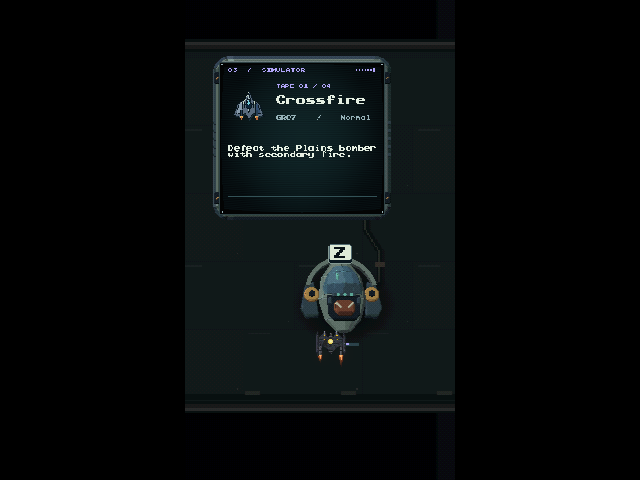 03 / SIMULATOR
TAPE 01 / 04
Crossfire
GR07 / Normal
Defeat the Plains bomber
with secondary fire.
Z